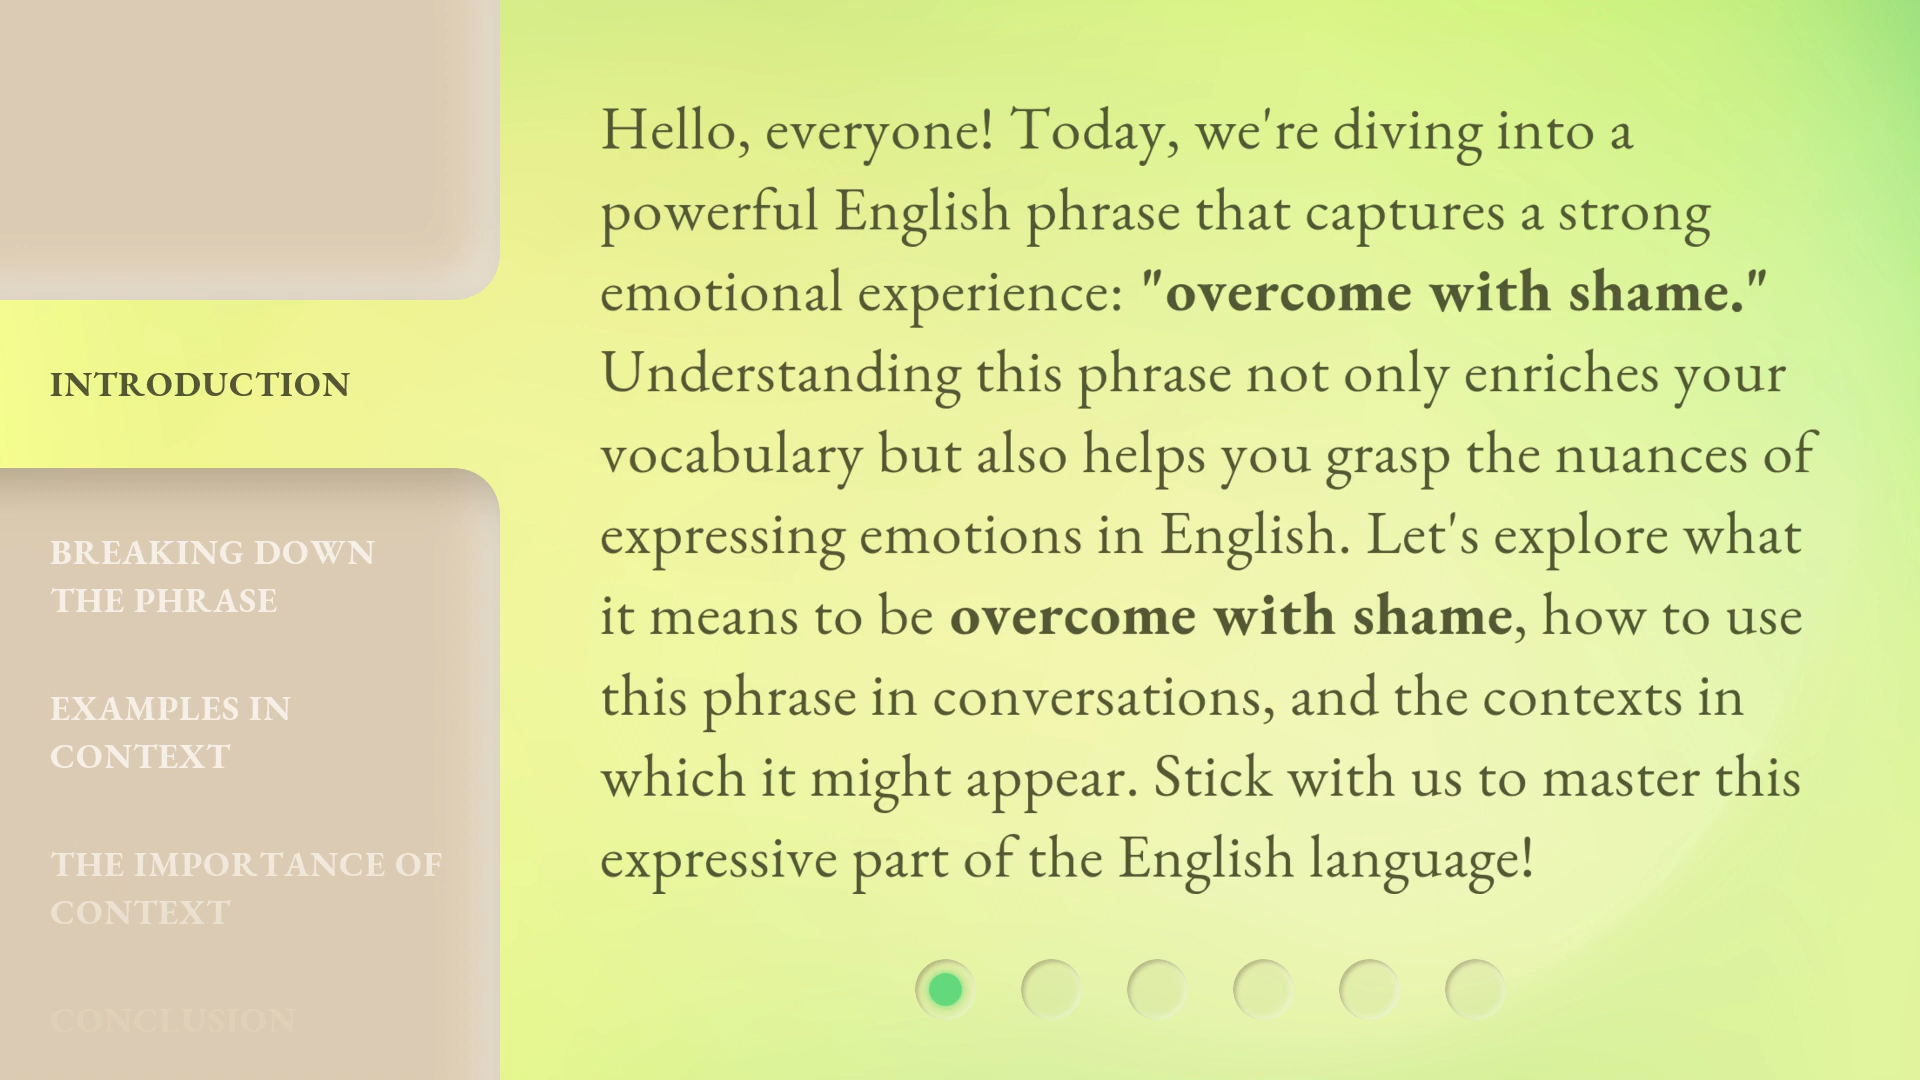 INTRODUCTION
BREAKING DOWN
THE PHRASE
EXAMPLES IN
CONTEXT
THE IMPORTANCE OF
CONTEXT
CONCLUSION
Hello, everyone! Today, we're diving into a
powerful English phrase that captures a strong
emotional experience: "overcome with shame."
Understanding this phrase not only enriches your
vocabulary but also helps you grasp the nuances of
expressing emotions in English. Let's explore what
it means to be overcome with shame, how to use
this phrase in conversations, and the contexts in
which it might appear. Stick with us to master this
expressive part of the English language!